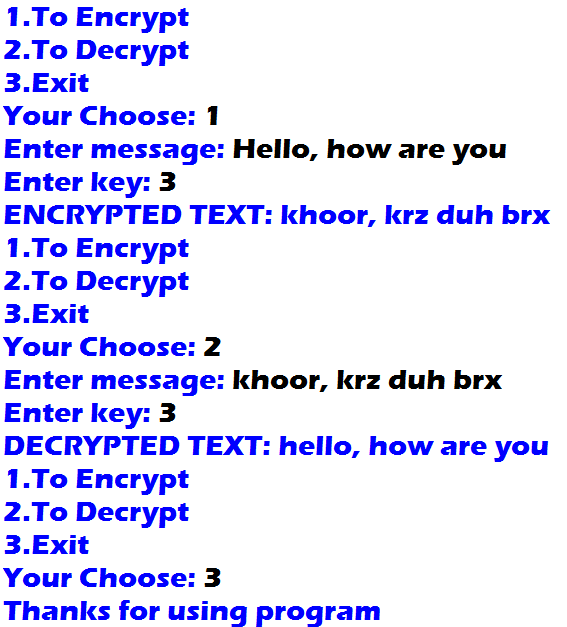 1.To Encrypt
2.To Decrypt
3.Exit
Your Choose: 1
Enter message: Hello, how are you
Enter key: 3
ENCRYPTED TEXT: khoor, krz duh brx
1.To Encrypt
2.To Decrypt
3.Exit
Your Choose: 2
Enter message: khoor, krz duh brx
Enter key: 3
DECRYPTED TEXT: hello, how are you
1.To Encrypt
2.To Decrypt
3.Exit
Your Choose: 3
Thanks for using program